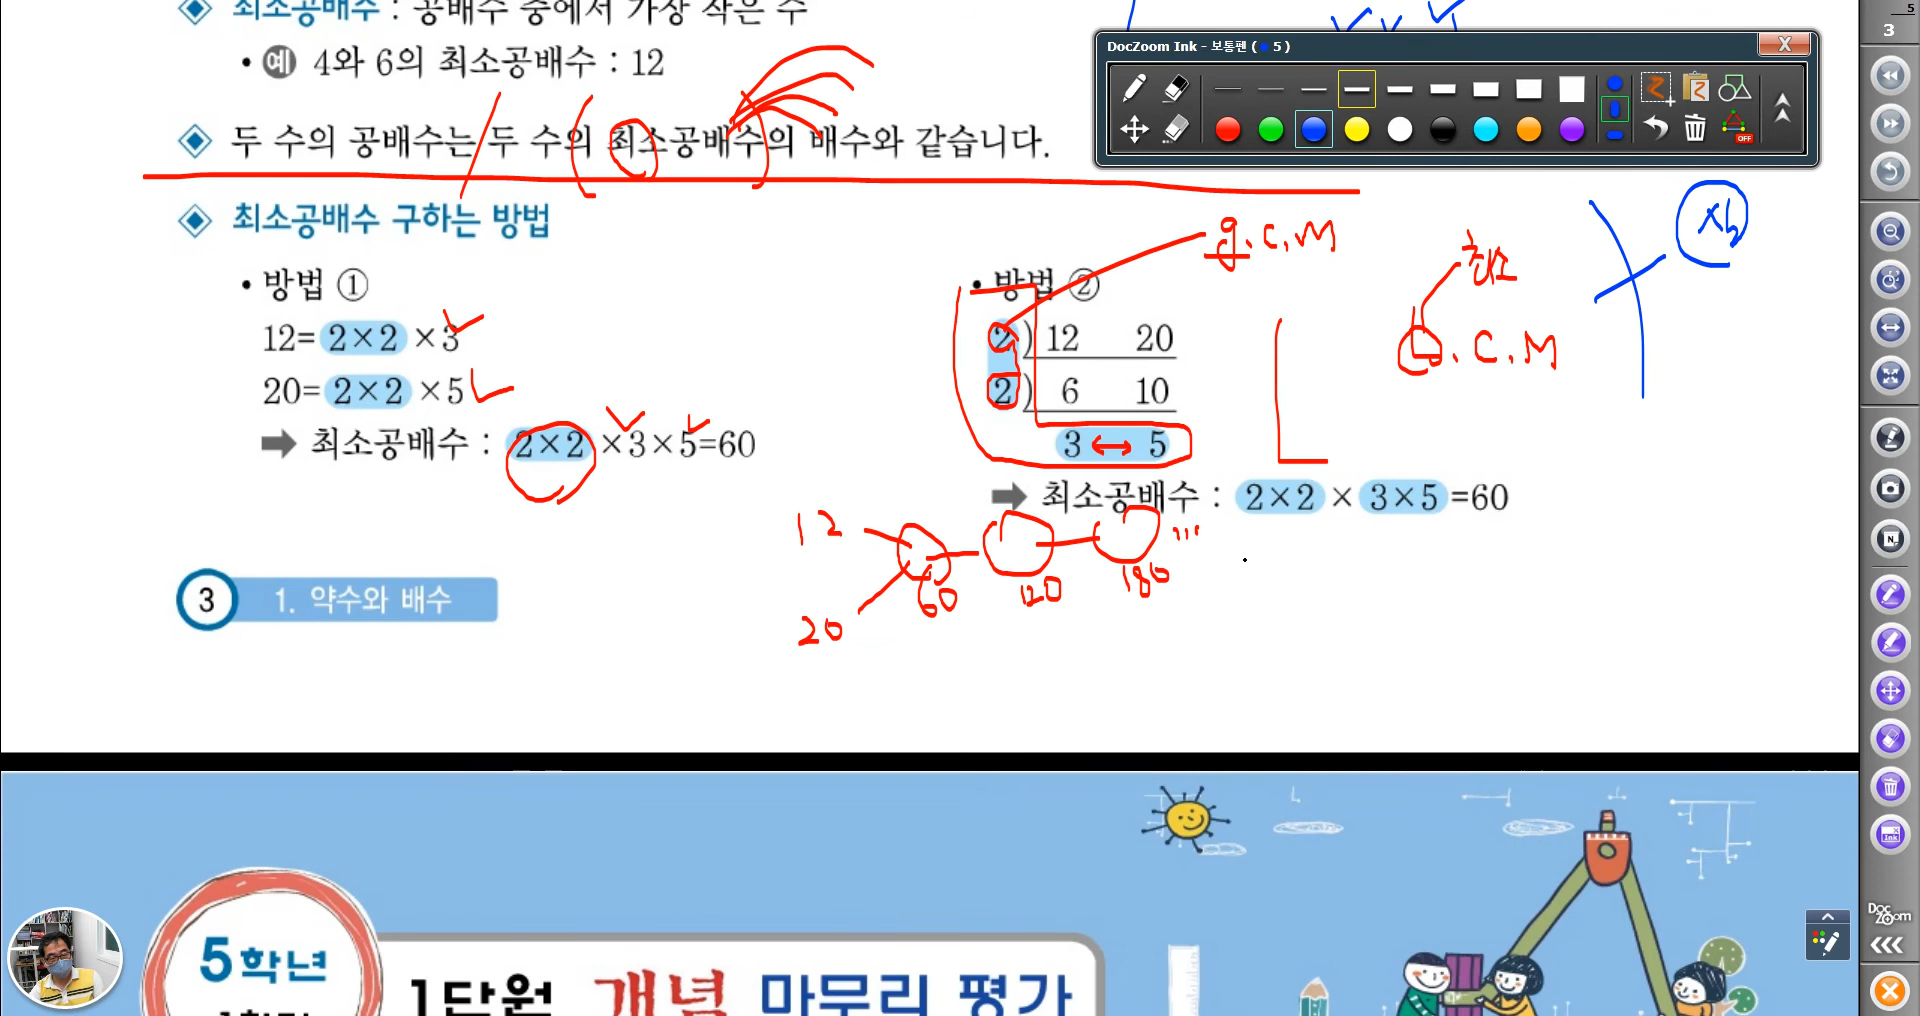 최소공배수 : 공배수 중에서 가장 작은 수
• 예 4와 6의 최소공배수 : 12
두 수의 공배수는 두 수의 최소공배수의 배수와 같습니다.
최소공배수 구하는 방법
• 방법 ①
12=2×2×3
20=2×2×5
➡ 최소공배수 : 2×2×3×5=60
• 방법 ②
2) 12 20
2) 6 10
3 5
➡ 최소공배수 : 2×2×3×5=60
g.C.M
L.C.M
12
20
60
120
180
...
3
1. 약수와 배수
DocZoom Ink - 보통펜 ( 5 )
X
OFF
5
3
N
Ink
DocZoom
5학년
1단원 개념 마무리 평가